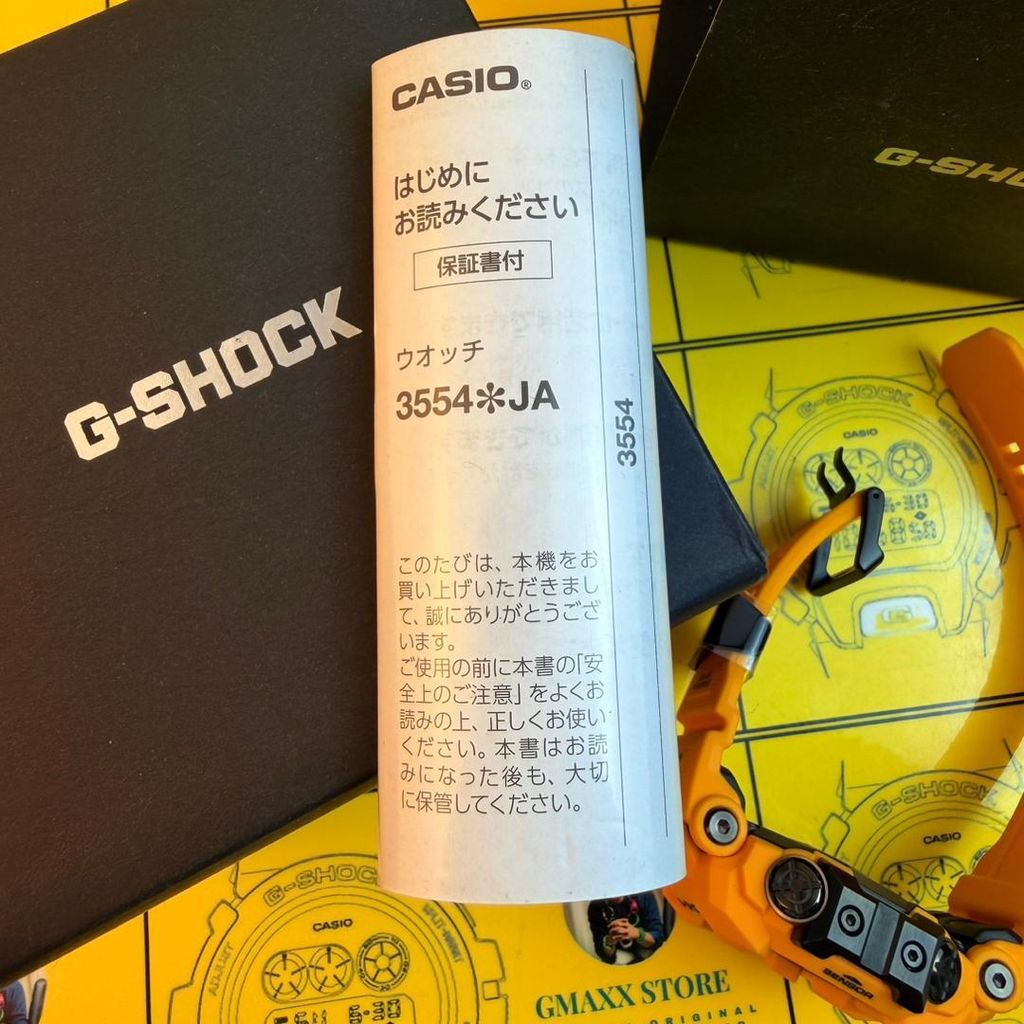 CASIO®
はじめに
お読みください
保証書付
ウオッチ
3554✻JA
3554
このたびは、本機をお
買い上げいただきまし
て、誠にありがとうござ
います。
ご使用の前に本書の「安
全上のご注意」をよくお
読みの上、正しくお使い
ください。本書はお読
みになった後も、大切
に保管してください。
G-SHOCK
G-SHO
G-SHOCK
CASIO
G-SHOCK
CASIO
G-SHOCK
CASIO
ADJUST
SPLIT-RESET
SENSOR
GMAXX STORE
ORIGINAL